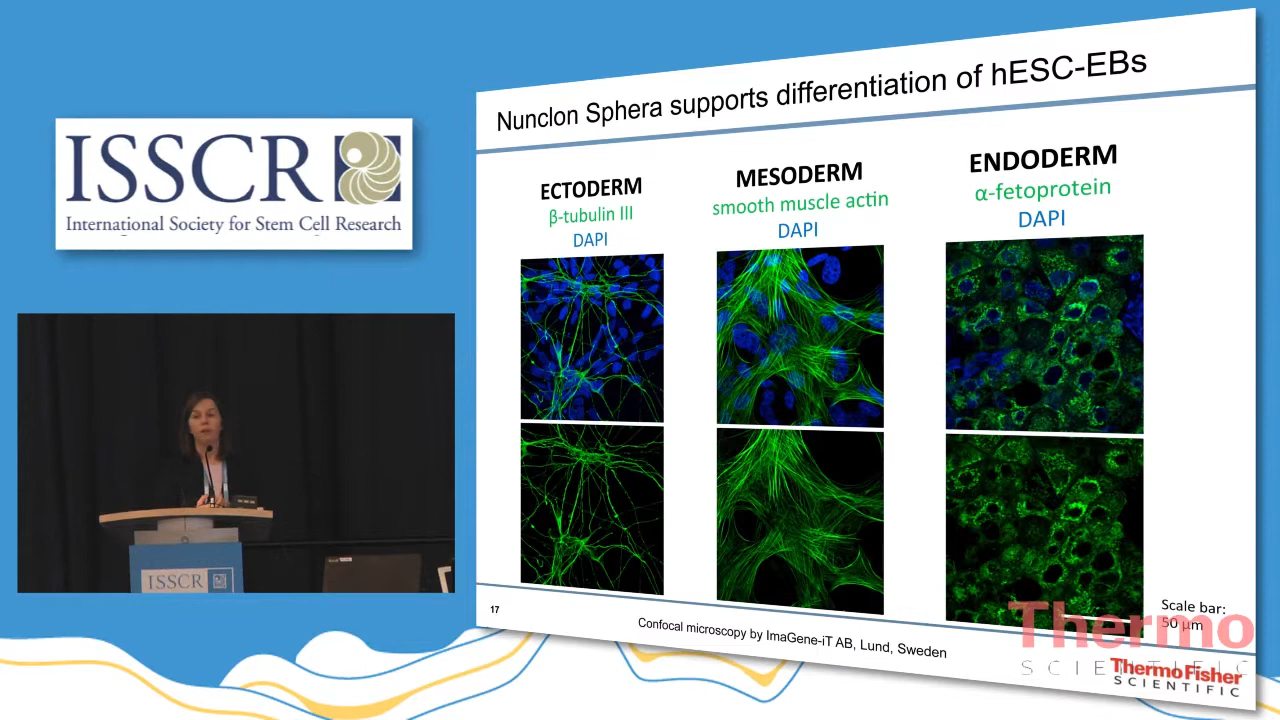 ISSCR
International Society for Stem Cell Research
ISSCR
Nunclon Sphera supports differentiation of hESC-EBs
ECTODERM
β-tubulin III
DAPI
MESODERM
smooth muscle actin
DAPI
ENDODERM
α-fetoprotein
DAPI
17
Confocal microscopy by ImaGene-iT AB, Lund, Sweden
Scale bar:
50 µm
Thermo
SCIENTIFIC
ThermoFisher
SCIENTIFIC